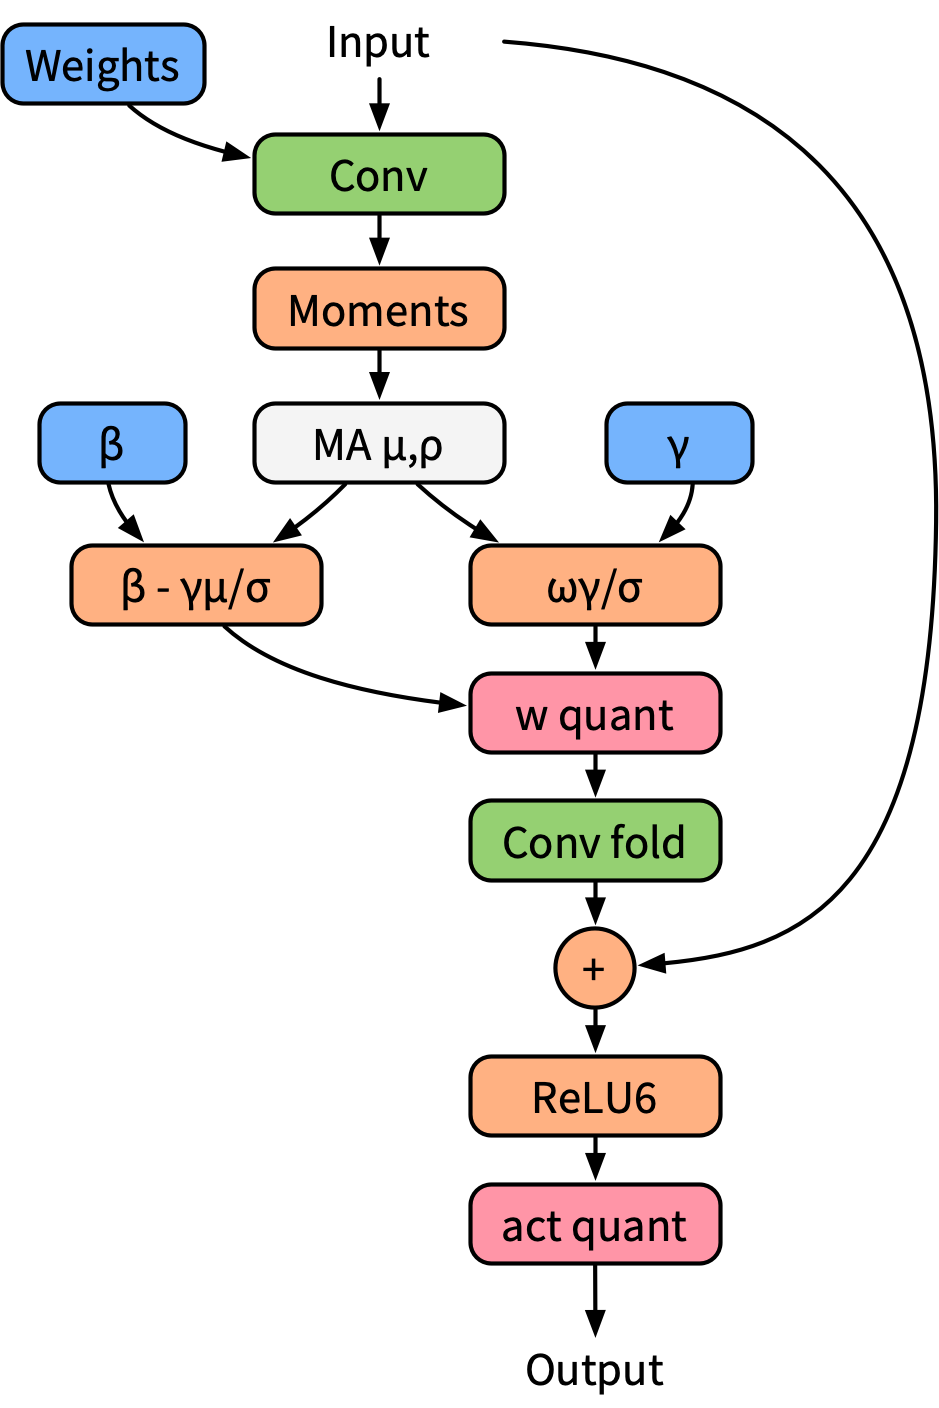 Weights
Input
Conv
Moments
β
MA μ,ρ
γ
β - γμ/σ
ωγ/σ
w quant
Conv fold
+
ReLU6
act quant
Output